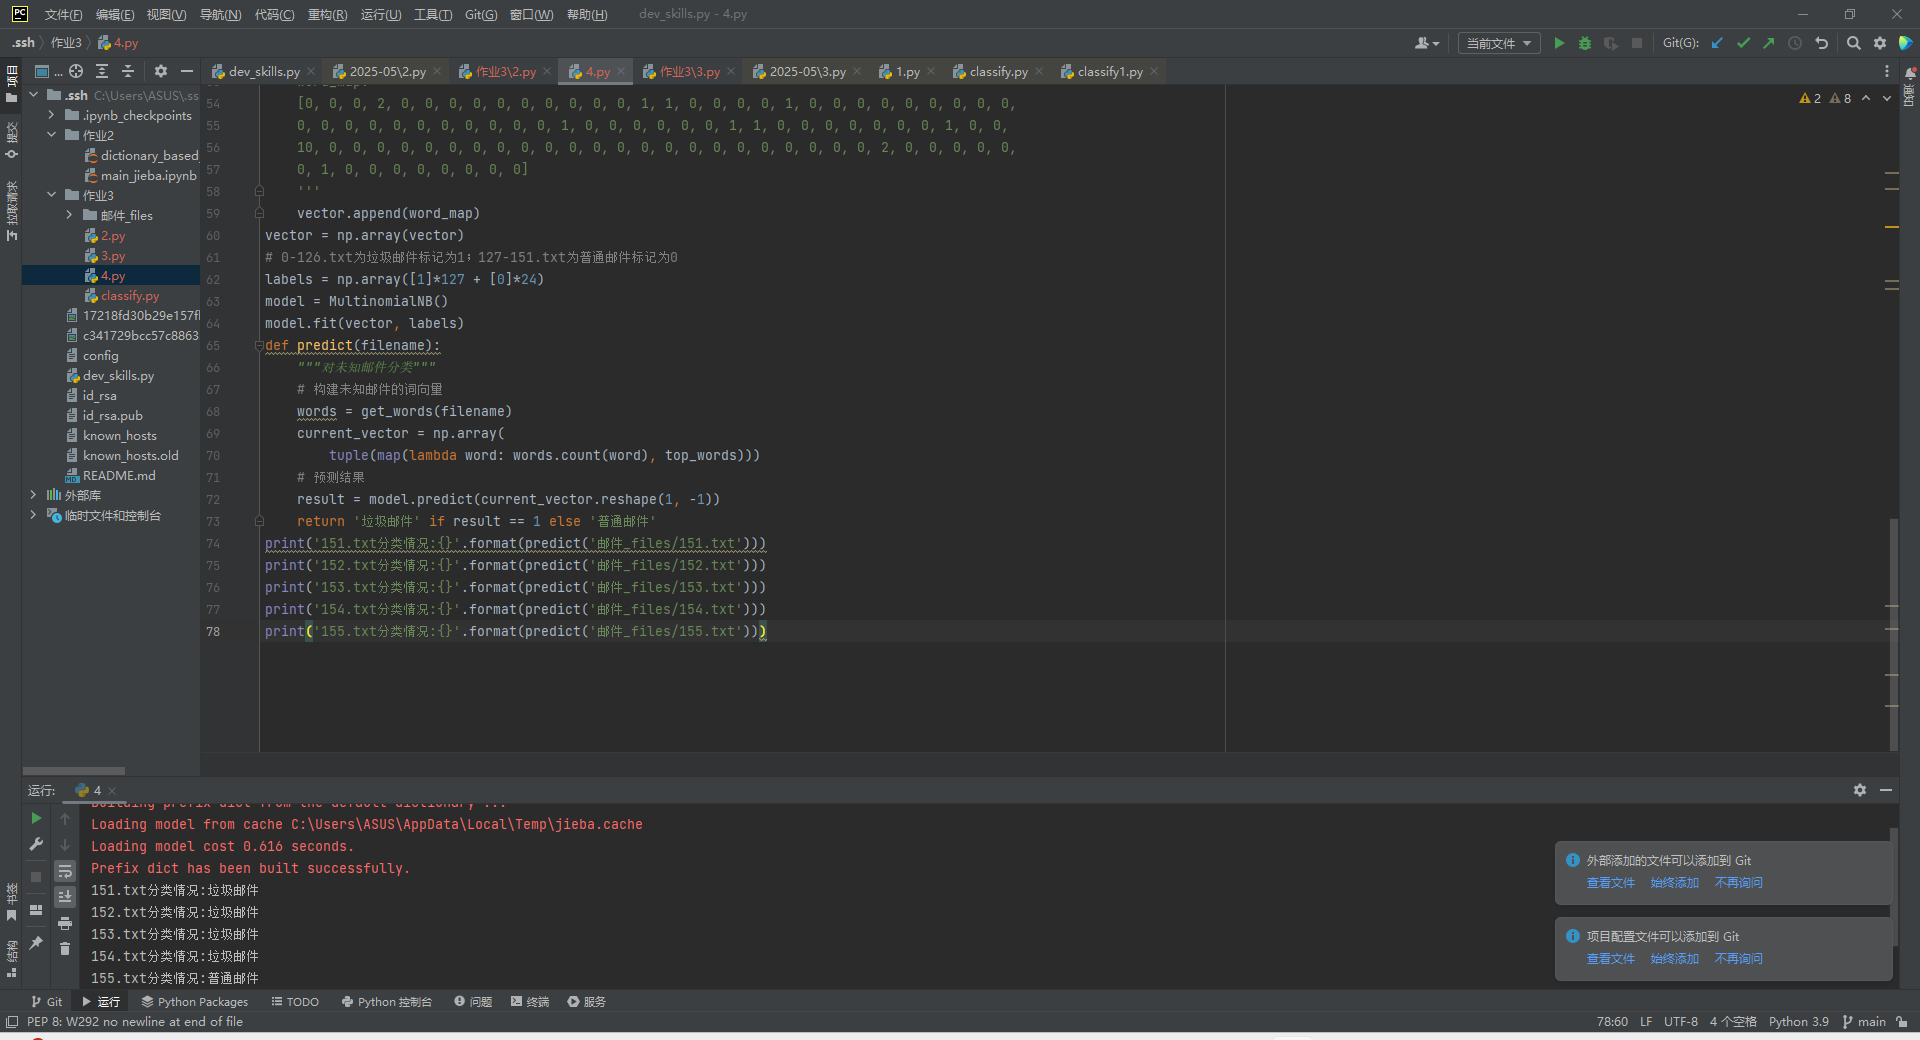 文件(F) 编辑(E) 视图(V) 导航(N) 代码(C) 重构(R) 运行(U) 工具(T) Git(G) 窗口(W) 帮助(H) dev_skills.py - 4.py
.ssh 作业3 4.py 当前文件 Git(G):
项目 ... dev_skills.py 2025-05\2.py 作业3\2.py 4.py 作业3\3.py 2025-05\3.py 1.py classify.py classify1.py
通知
提交
拉取请求
书签
结构
.ssh C:\Users\ASUS\.ss
.ipynb_checkpoints
作业2
dictionary_based_
main_jieba.ipynb
作业3
邮件_files
2.py
3.py
4.py
classify.py
17218fd30b29e157fl
c341729bcc57c8863
config
dev_skills.py
id_rsa
id_rsa.pub
known_hosts
known_hosts.old
README.md
外部库
临时文件和控制台
2 8
54 [0, 0, 0, 2, 0, 0, 0, 0, 0, 0, 0, 0, 0, 0, 1, 1, 0, 0, 0, 0, 1, 0, 0, 0, 0, 0, 0, 0, 0, 0,
55 0, 0, 0, 0, 0, 0, 0, 0, 0, 0, 0, 1, 0, 0, 0, 0, 0, 0, 1, 1, 0, 0, 0, 0, 0, 0, 0, 1, 0, 0,
56 10, 0, 0, 0, 0, 0, 0, 0, 0, 0, 0, 0, 0, 0, 0, 0, 0, 0, 0, 0, 0, 0, 0, 0, 2, 0, 0, 0, 0, 0,
57 0, 1, 0, 0, 0, 0, 0, 0, 0, 0]
58 '''
59 vector.append(word_map)
60 vector = np.array(vector)
61 # 0-126.txt为垃圾邮件标记为1；127-151.txt为普通邮件标记为0
62 labels = np.array([1]*127 + [0]*24)
63 model = MultinomialNB()
64 model.fit(vector, labels)
65 def predict(filename):
66 """对未知邮件分类"""
67 # 构建未知邮件的词向量
68 words = get_words(filename)
69 current_vector = np.array(
70 tuple(map(lambda word: words.count(word), top_words)))
71 # 预测结果
72 result = model.predict(current_vector.reshape(1, -1))
73 return '垃圾邮件' if result == 1 else '普通邮件'
74 print('151.txt分类情况:{}'.format(predict('邮件_files/151.txt')))
75 print('152.txt分类情况:{}'.format(predict('邮件_files/152.txt')))
76 print('153.txt分类情况:{}'.format(predict('邮件_files/153.txt')))
77 print('154.txt分类情况:{}'.format(predict('邮件_files/154.txt')))
78 print('155.txt分类情况:{}'.format(predict('邮件_files/155.txt')))
运行: 4
Building prefix dict from the default dictionary ...
Loading model from cache C:\Users\ASUS\AppData\Local\Temp\jieba.cache
Loading model cost 0.616 seconds.
Prefix dict has been built successfully.
151.txt分类情况:垃圾邮件
152.txt分类情况:垃圾邮件
153.txt分类情况:垃圾邮件
154.txt分类情况:垃圾邮件
155.txt分类情况:普通邮件
外部添加的文件可以添加到 Git
查看文件 始终添加 不再询问
项目配置文件可以添加到 Git
查看文件 始终添加 不再询问
Git 运行 Python Packages TODO Python 控制台 问题 终端 服务
PEP 8: W292 no newline at end of file 78:60 LF UTF-8 4 个空格 Python 3.9 main